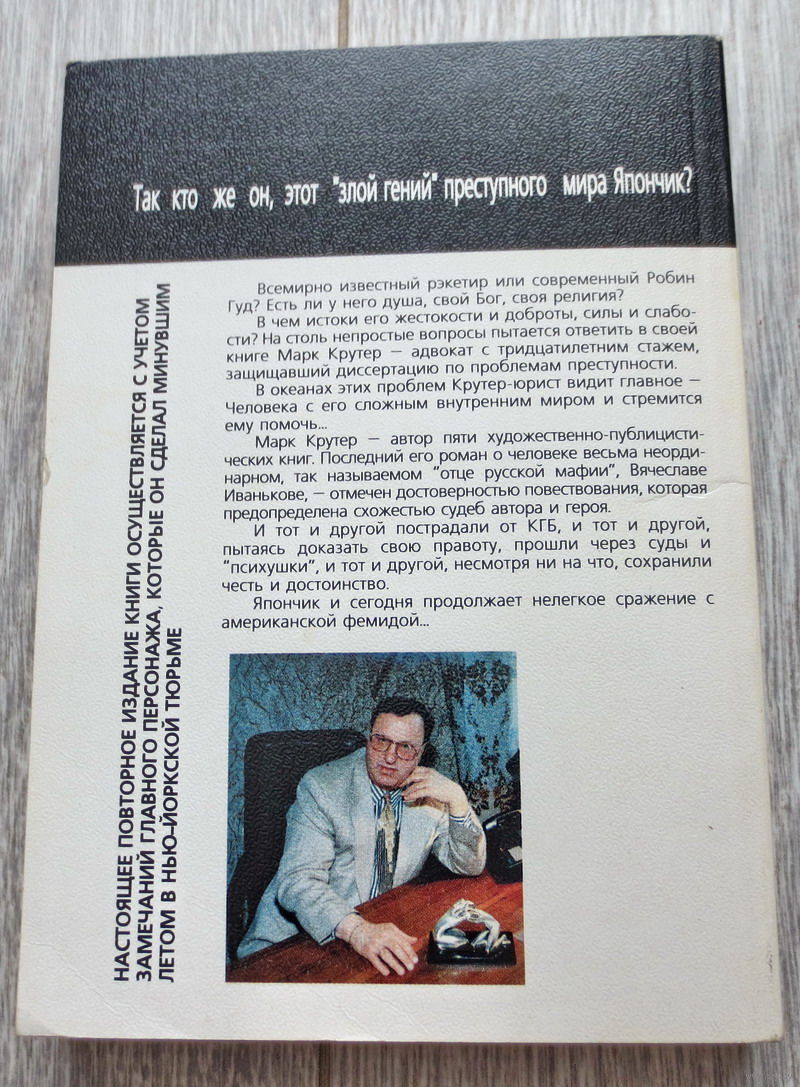 Так кто же он, этот "злой гений" преступного мира Япончик?
Всемирно известный рэкетир или современный Робин
Гуд? Есть ли у него душа, свой Бог, своя религия?
В чем истоки его жестокости и доброты, силы и слабо-
сти? На столь непростые вопросы пытается ответить в своей
книге Марк Крутер — адвокат с тридцатилетним стажем,
защищавший диссертацию по проблемам преступности.
В океанах этих проблем Крутер-юрист видит главное —
Человека с его сложным внутренним миром и стремится
ему помочь...
Марк Крутер — автор пяти художественно-публицисти-
ческих книг. Последний его роман о человеке весьма неорди-
нарном, так называемом "отце русской мафии", Вячеславе
Иванькове, — отмечен достоверностью повествования, которая
предопределена схожестью судеб автора и героя.
И тот и другой пострадали от КГБ, и тот и другой,
пытаясь доказать свою правоту, прошли через суды и
"психушки", и тот и другой, несмотря ни на что, сохранили
честь и достоинство.
Япончик и сегодня продолжает нелегкое сражение с
американской фемидой...
НАСТОЯЩЕЕ ПОВТОРНОЕ ИЗДАНИЕ КНИГИ ОСУЩЕСТВЛЯЕТСЯ С УЧЕТОМ
ЗАМЕЧАНИЙ ГЛАВНОГО ПЕРСОНАЖА, КОТОРЫЕ ОН СДЕЛАЛ МИНУВШИМ
ЛЕТОМ В НЬЮ-ЙОРКСКОЙ ТЮРЬМЕ